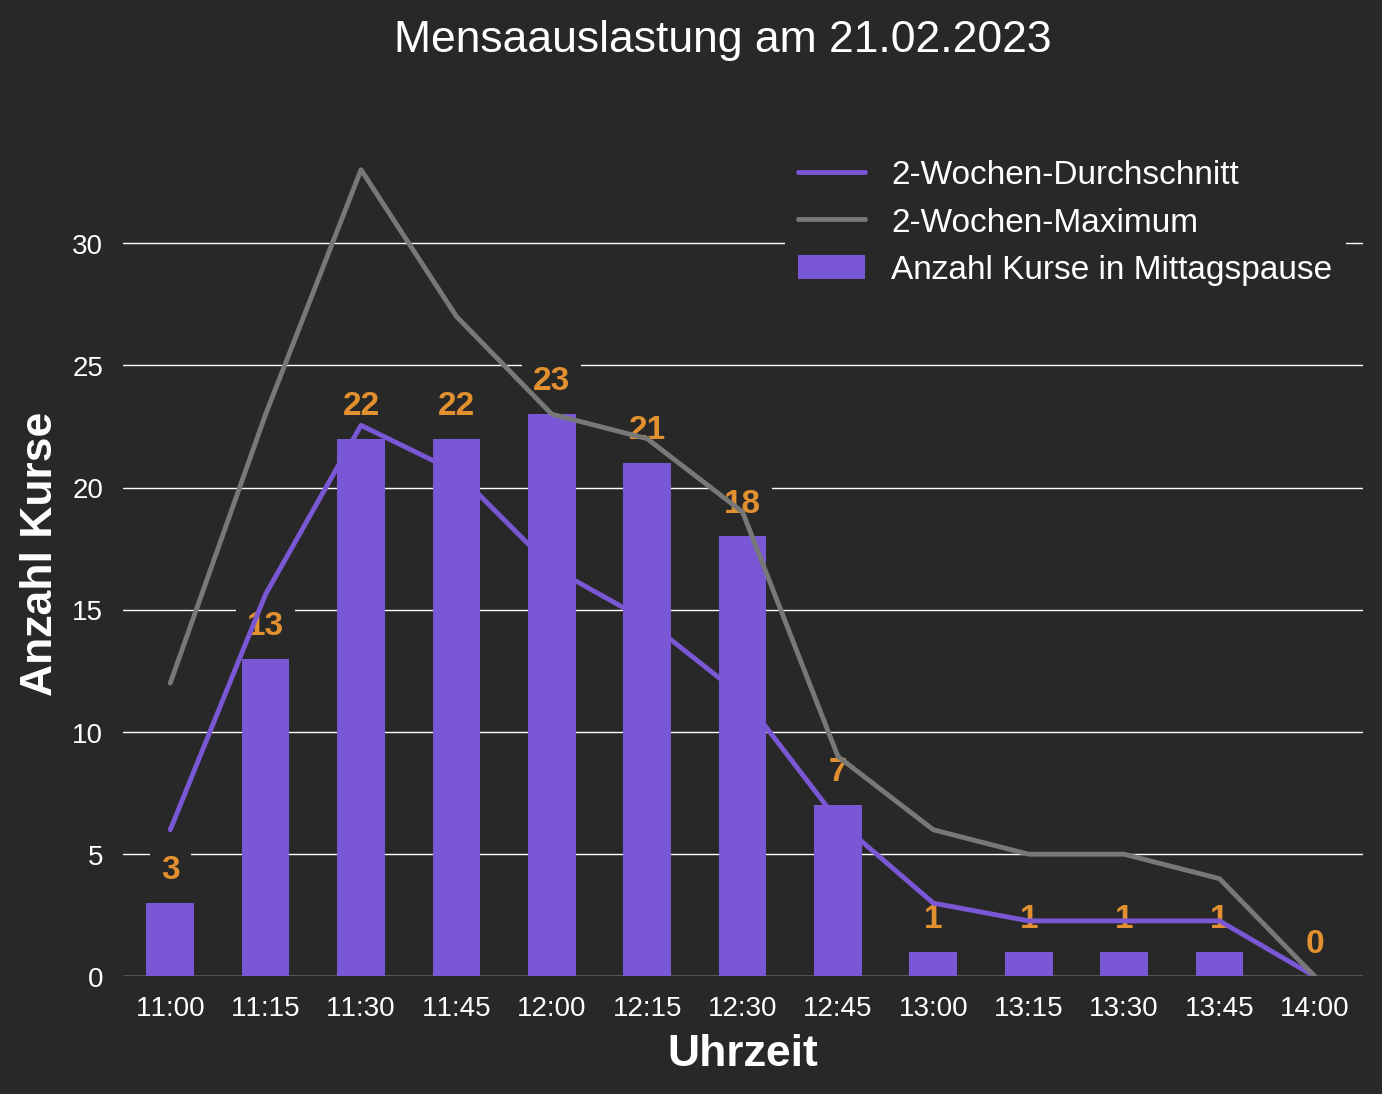 Mensaauslastung am 21.02.2023
2-Wochen-Durchschnitt
2-Wochen-Maximum
Anzahl Kurse in Mittagspause
Anzahl Kurse
30
25
20
15
10
5
0
3
13
22
22
23
21
18
7
1
1
1
1
0
11:00 11:15 11:30 11:45 12:00 12:15 12:30 12:45 13:00 13:15 13:30 13:45 14:00
Uhrzeit